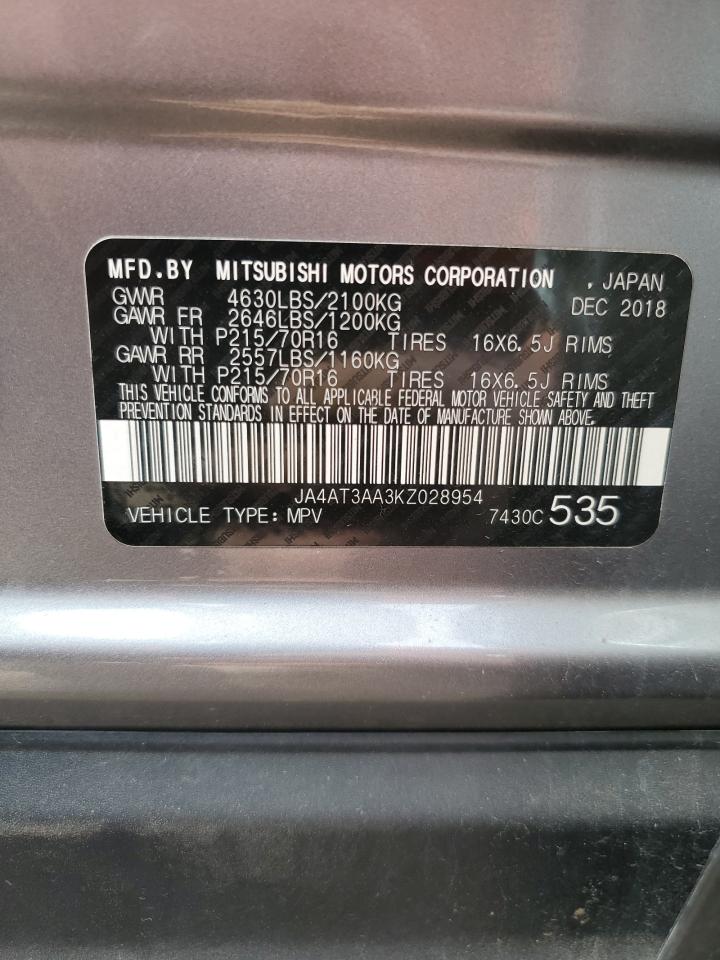 MFD.BY MITSUBISHI MOTORS CORPORATION , JAPAN
GVWR 4630LBS/2100KG DEC 2018
GAWR FR 2646LBS/1200KG
WITH P215/70R16 TIRES 16X6.5J RIMS
GAWR RR 2557LBS/1160KG
WITH P215/70R16 TIRES 16X6.5J RIMS
THIS VEHICLE CONFORMS TO ALL APPLICABLE FEDERAL MOTOR VEHICLE SAFETY AND THEFT
PREVENTION STANDARDS IN EFFECT ON THE DATE OF MANUFACTURE SHOWN ABOVE.
JA4AT3AA3KZ028954
VEHICLE TYPE: MPV 7430C 535